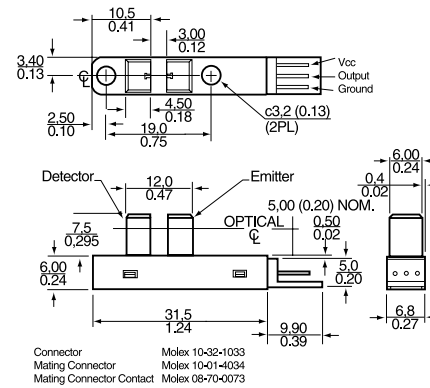 10,5
0.41
3,00
0.12
3,40
0.13
Vcc
Output
Ground
4,50
0.18
c3,2 (0.13)
(2PL)
2,50
0.10
19,0
0.75
Detector
12,0
0.47
Emitter
6,00
0.24
0,4
0.02
5,00 (0.20) NOM.
7,5
0,295
OPTICAL
0,50
0.02
6,00
0.24
5,0
0.20
31,5
1.24
9,90
0.39
6,8
0.27
Connector Molex 10-32-1033
Mating Connector Molex 10-01-4034
Mating Connector Contact Molex 08-70-0073